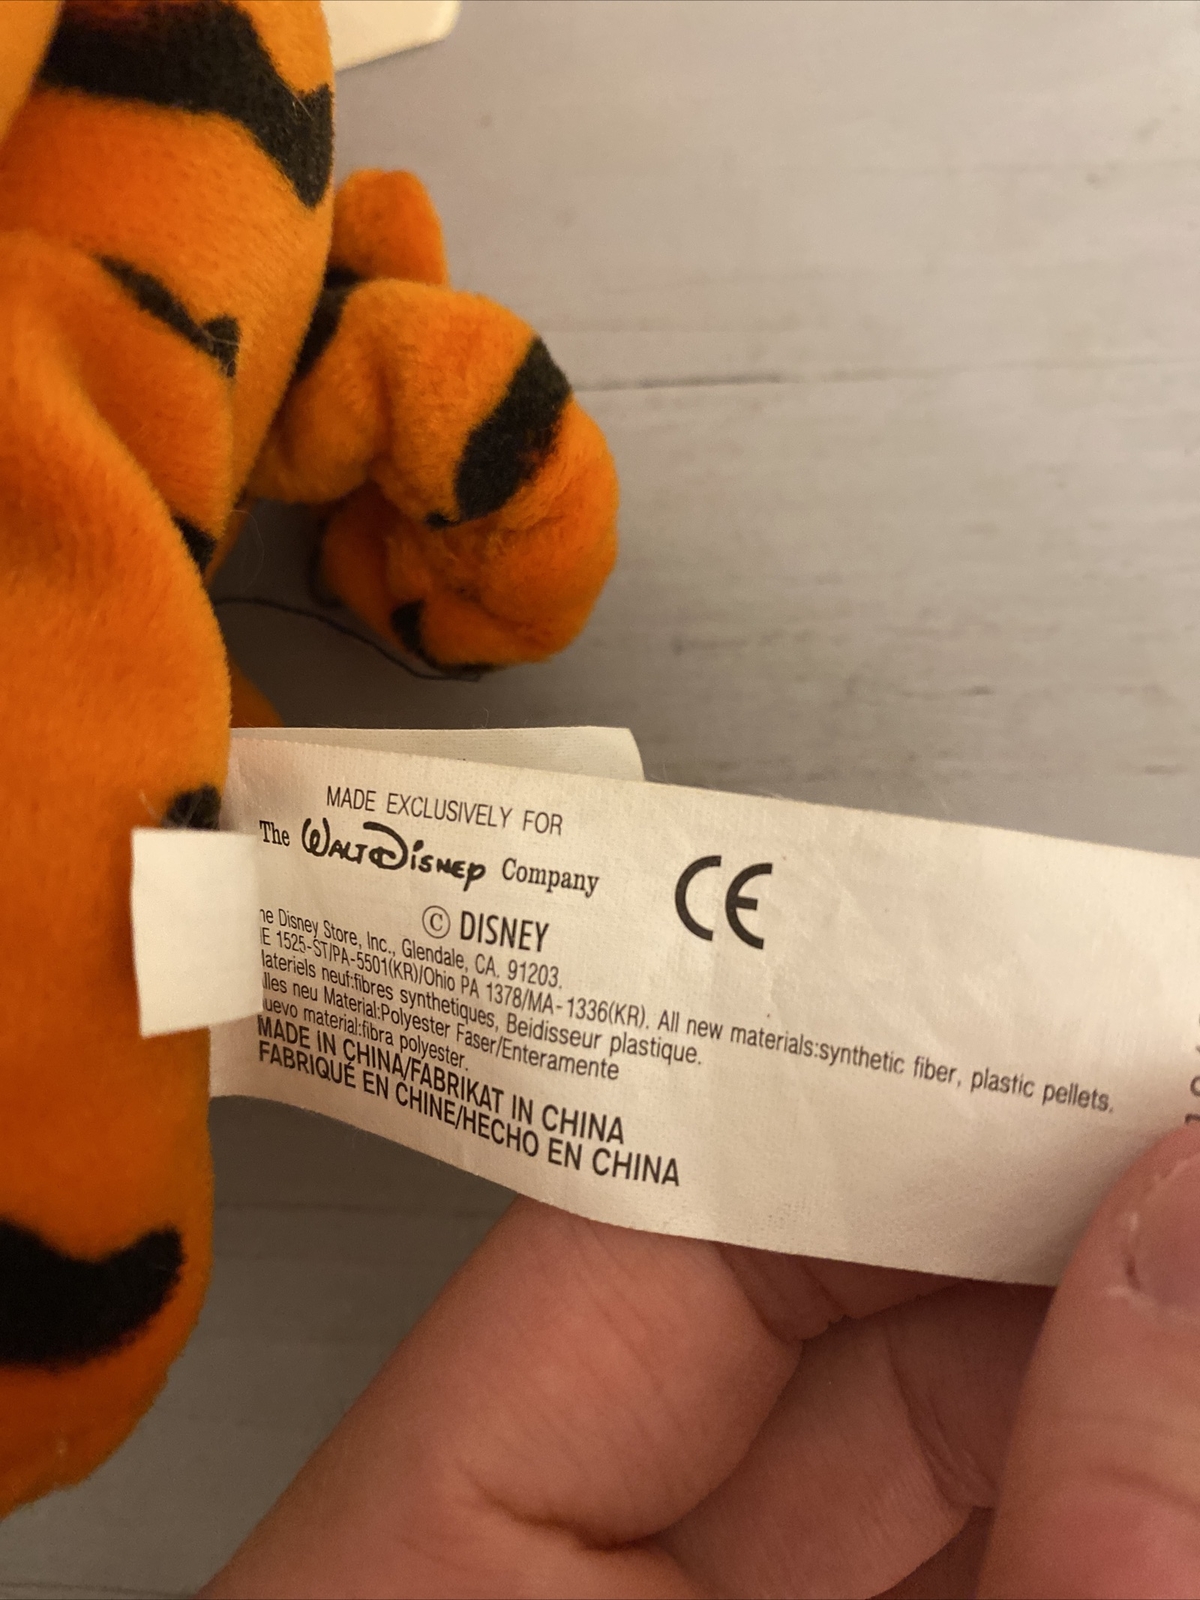 MADE EXCLUSIVELY FOR
The WALT DISNEY Company
CE
© DISNEY
Disney Store, Inc., Glendale, CA. 91203.
1525-ST/PA-5501(KR)/Ohio PA 1378/MA-1336(KR). All new materials:synthetic fiber, plastic pellets.
neuf:fibres synthetiques, Beidisseur plastique.
neu Material:Polyester Faser/Enteramente
material:fibra polyester.
MADE IN CHINA/FABRIKAT IN CHINA
FABRIQUÉ EN CHINE/HECHO EN CHINA